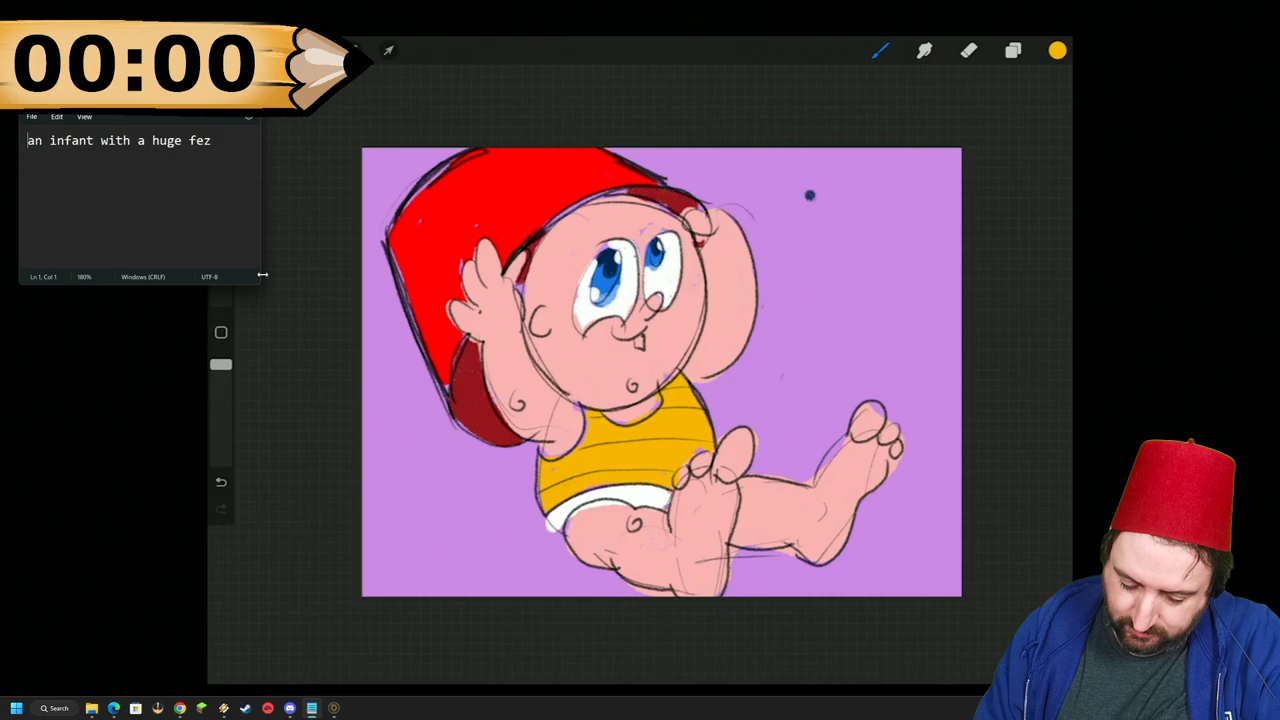 00:00
File Edit View
an infant with a huge fez
Ln 1, Col 1 180% Windows (CRLF) UTF-8
Search